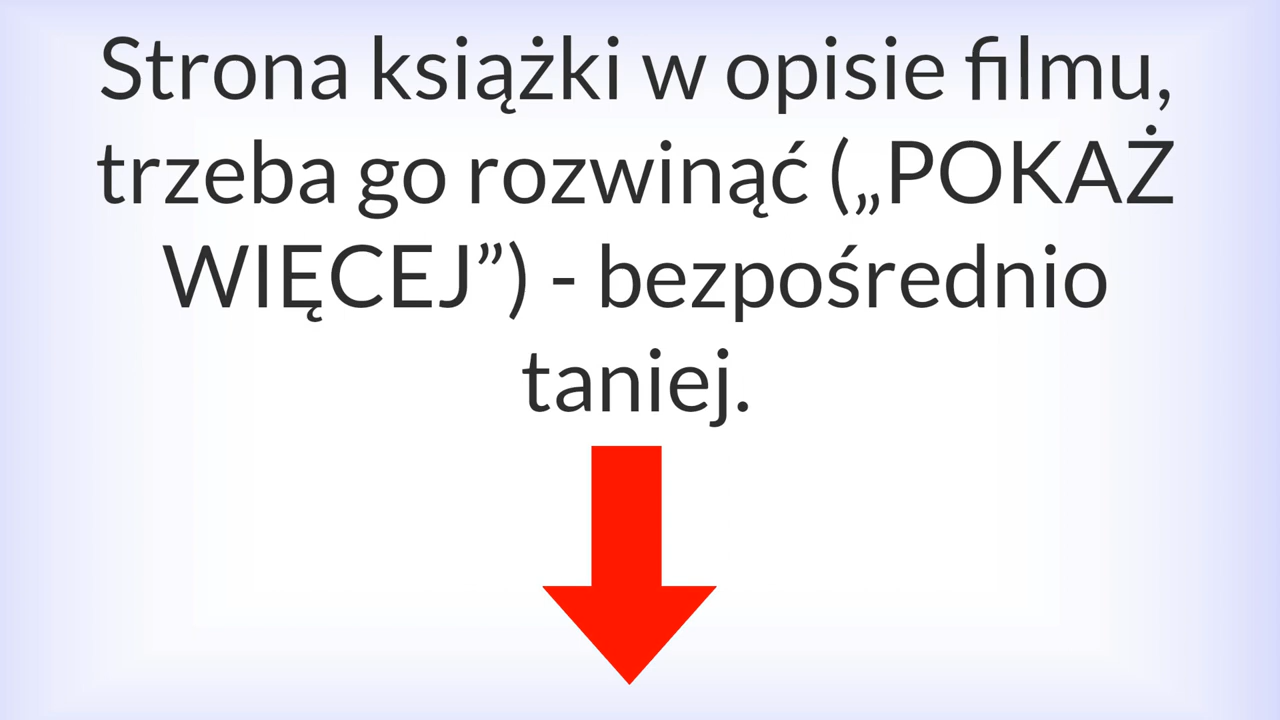 Strona książki w opisie filmu,
trzeba go rozwinąć („POKAŻ
WIĘCEJ”) - bezpośrednio
taniej.